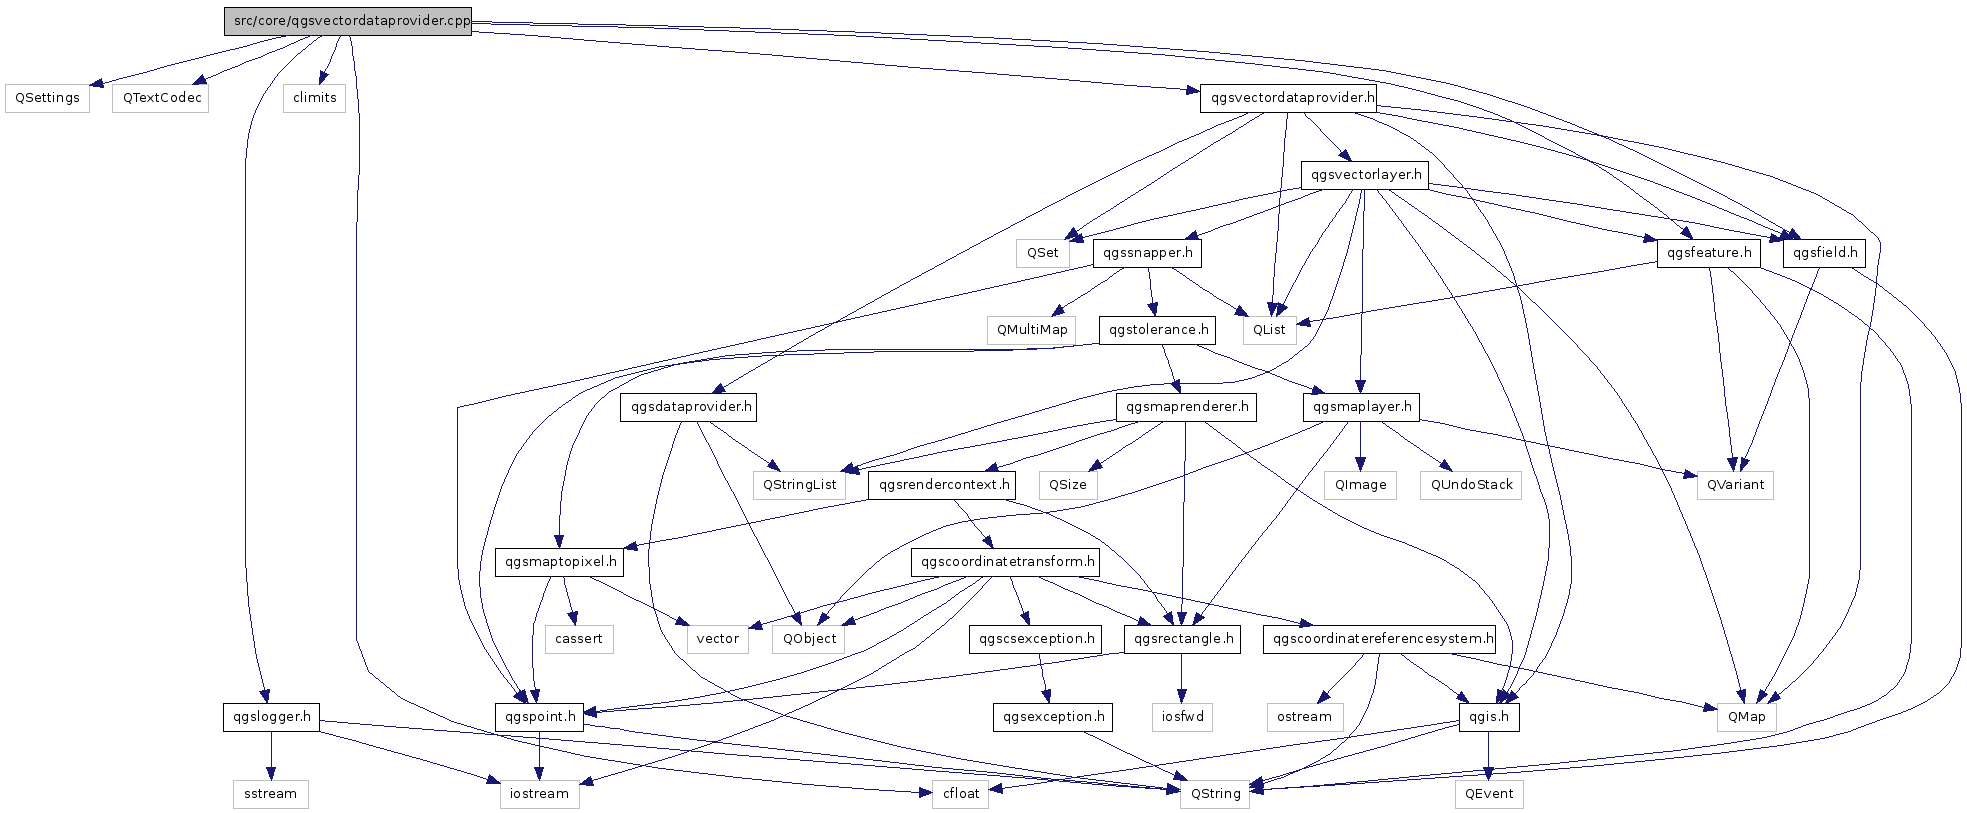 src/core/qgsvectordataprovider.cpp
QSettings
QTextCodec
climits
qgsvectordataprovider.h
qgsvectorlayer.h
QSet
qgssnapper.h
qgsfeature.h
qgsfield.h
QMultiMap
qgstolerance.h
QList
qgsdataprovider.h
qgsmaprenderer.h
qgsmaplayer.h
QStringList
qgsrendercontext.h
QSize
QImage
QUndoStack
QVariant
qgsmaptopixel.h
qgscoordinatetransform.h
cassert
vector
QObject
qgscsexception.h
qgsrectangle.h
qgscoordinatereferencesystem.h
qgslogger.h
qgspoint.h
qgsexception.h
iosfwd
ostream
qgis.h
QMap
sstream
iostream
cfloat
QString
QEvent